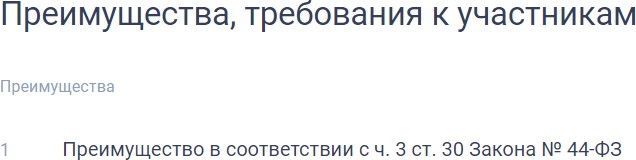 Преимущества, требования к участникам
Преимущества
1 Преимущество в соответствии с ч. 3 ст. 30 Закона № 44-ФЗ